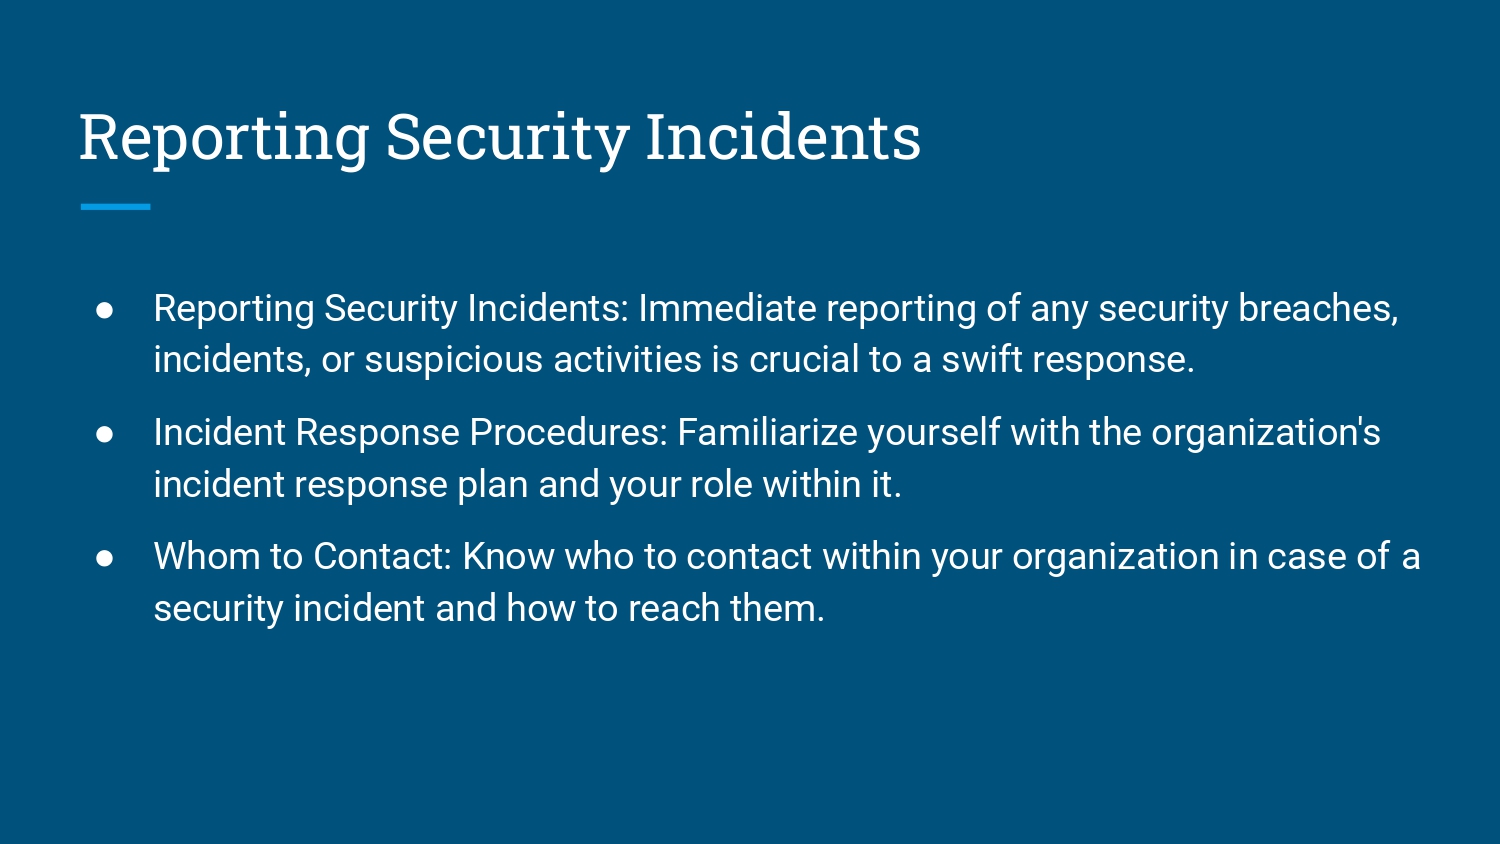 Reporting Security Incidents
● Reporting Security Incidents: Immediate reporting of any security breaches,
incidents, or suspicious activities is crucial to a swift response.
● Incident Response Procedures: Familiarize yourself with the organization's
incident response plan and your role within it.
● Whom to Contact: Know who to contact within your organization in case of a
security incident and how to reach them.